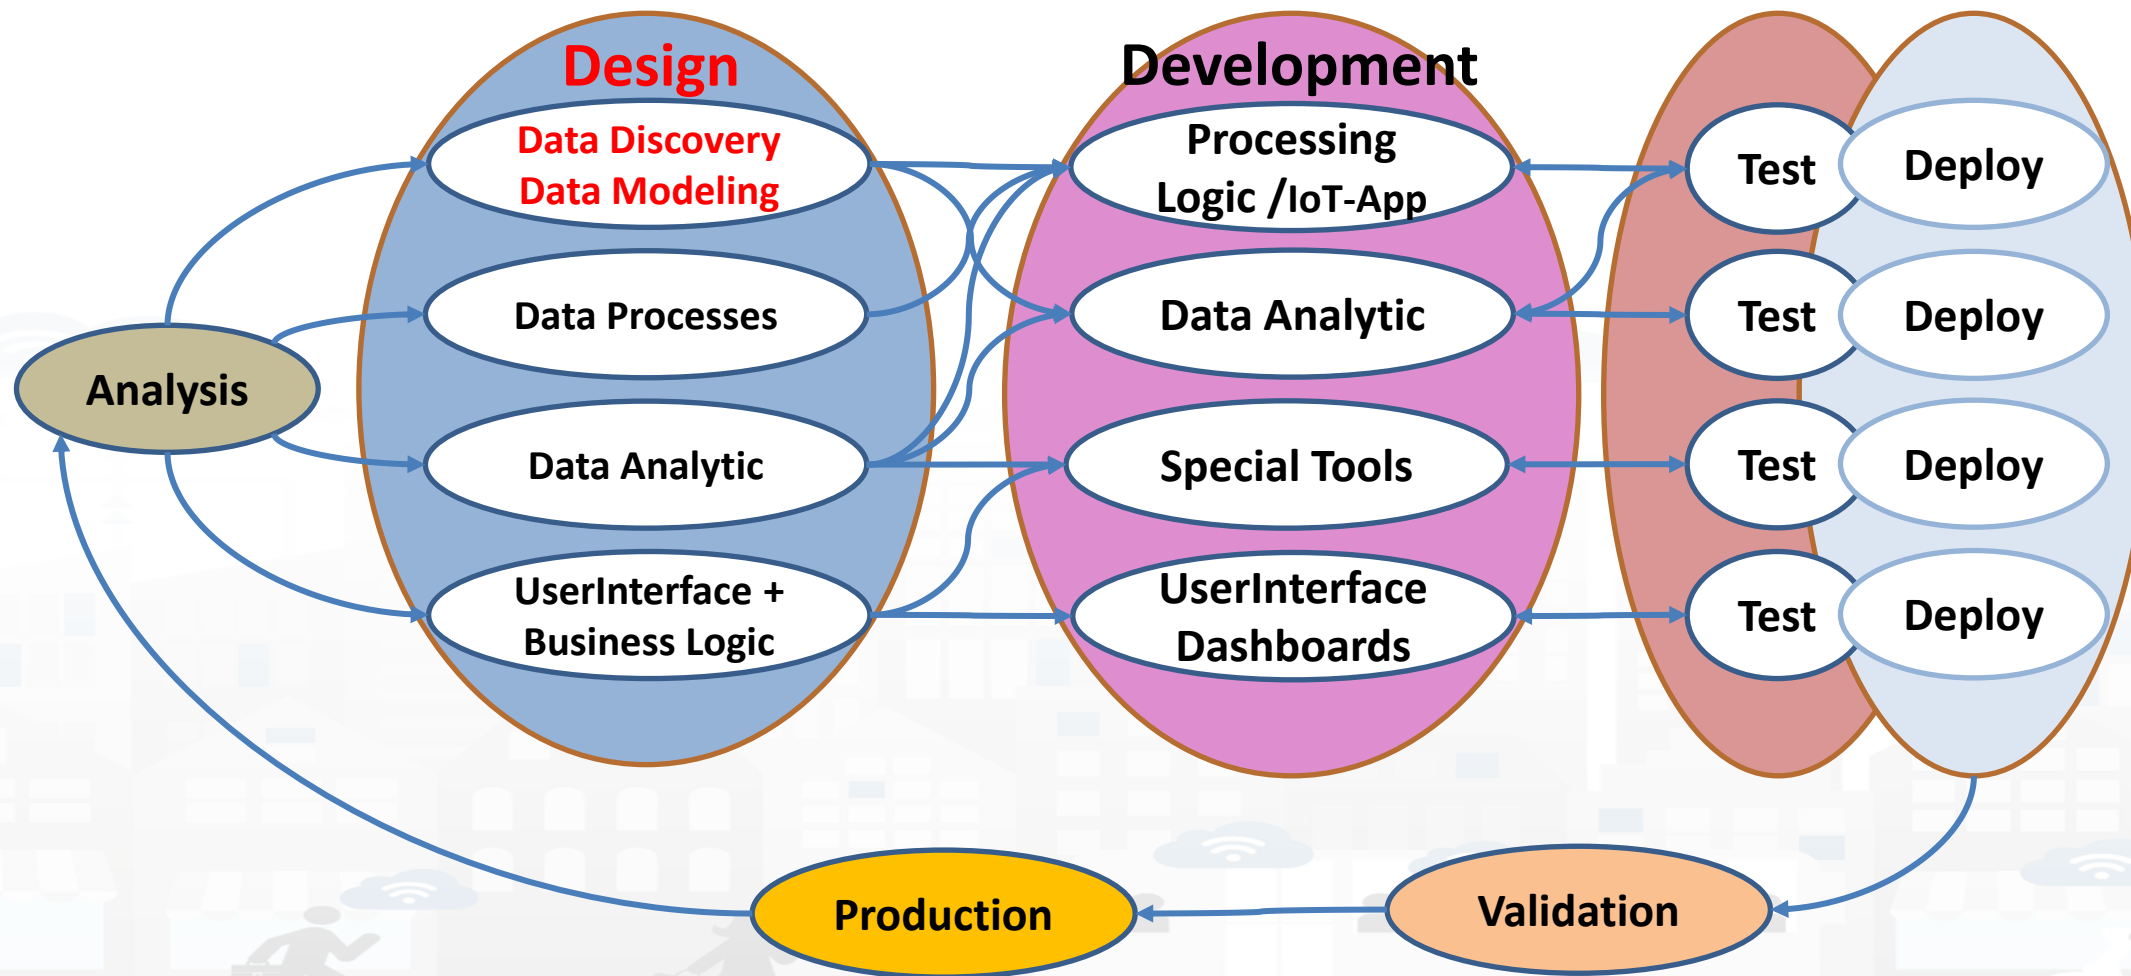 Design
Development
Data Discovery
Data Modeling
Processing
Logic /IoT-App
Test
Deploy
Data Processes
Data Analytic
Test
Deploy
Analysis
Data Analytic
Special Tools
Test
Deploy
UserInterface +
Business Logic
UserInterface
Dashboards
Test
Deploy
Production
Validation